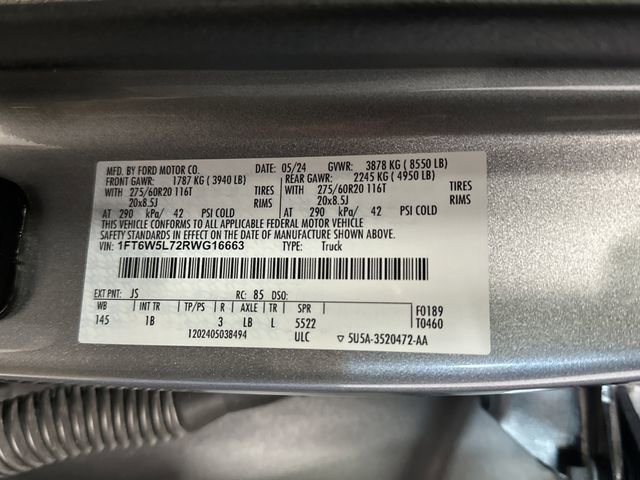 MFD. BY FORD MOTOR CO. DATE: 05/24 GVWR: 3878 KG ( 8550 LB)
FRONT GAWR: 1787 KG ( 3940 LB) REAR GAWR: 2245 KG ( 4950 LB)
WITH 275/60R20 116T TIRES WITH 275/60R20 116T TIRES
20x8.5J RIMS 20x8.5J RIMS
AT 290 kPa/ 42 PSI COLD AT 290 kPa/ 42 PSI COLD
THIS VEHICLE CONFORMS TO ALL APPLICABLE FEDERAL MOTOR VEHICLE
SAFETY STANDARDS IN EFFECT ON THE DATE OF MANUFACTURE SHOWN ABOVE.
VIN: 1FT6W5L72RWG16663 TYPE: Truck
EXT PNT: JS RC: 85 DSO:
WB INT TR TP/PS R AXLE TR SPR F0189
145 1B 3 LB L 5522 T0460
1202405038494 ULC ▽ 5U5A-3520472-AA